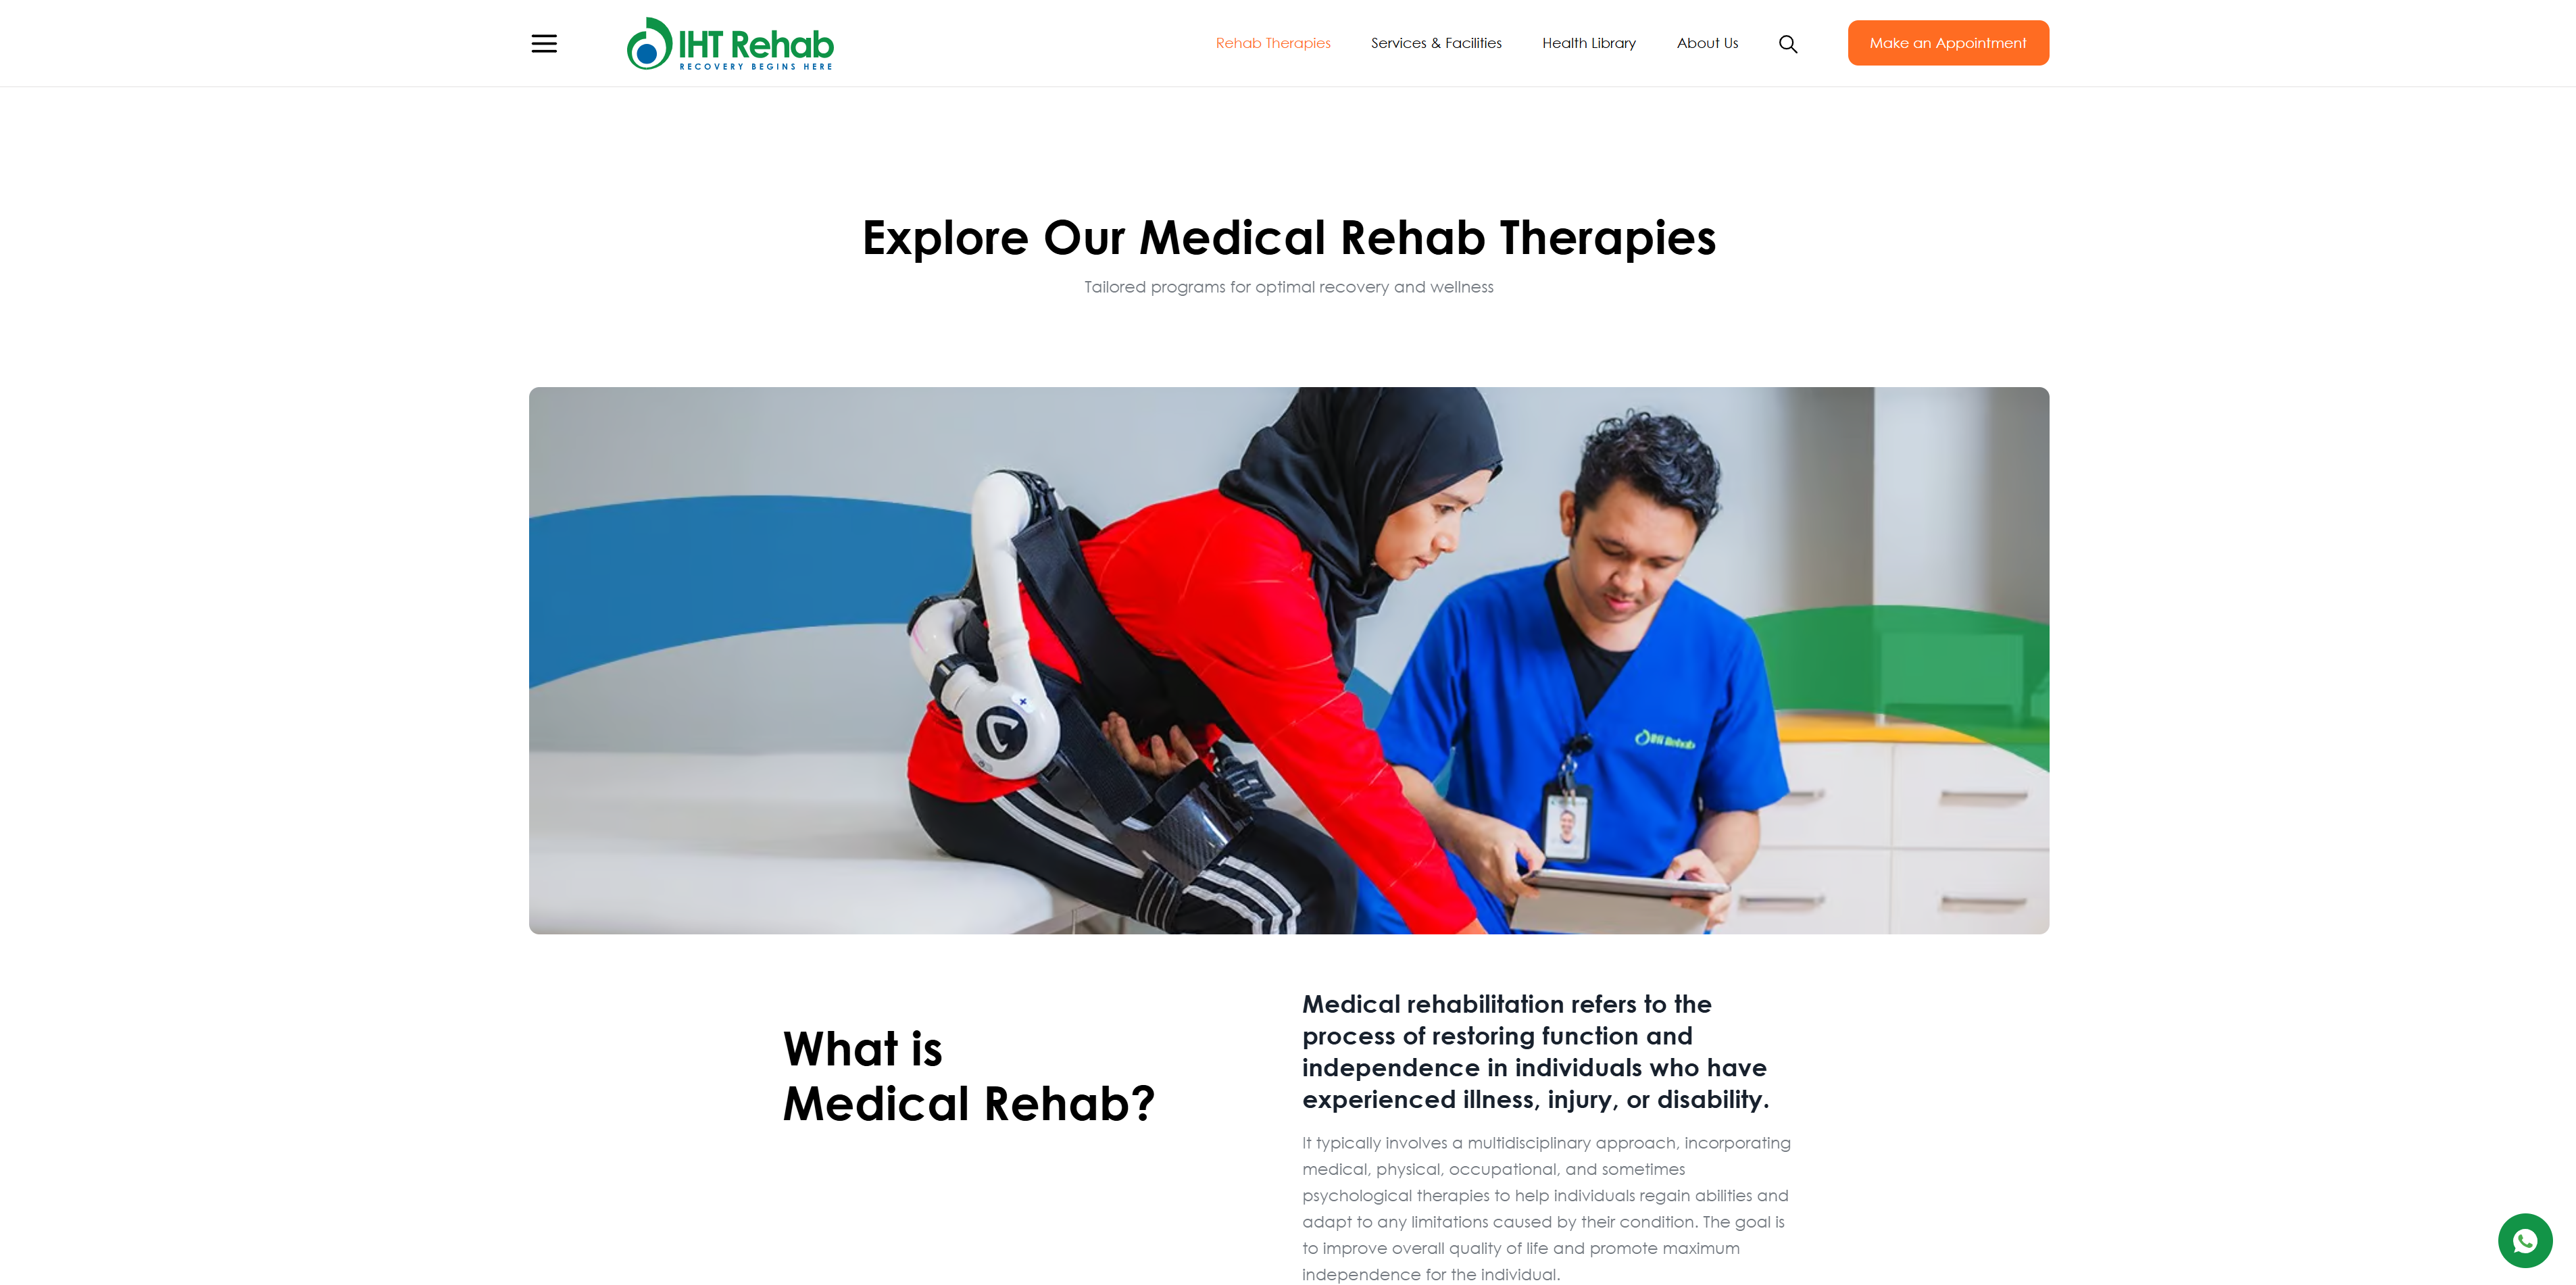 IHT Rehab
RECOVERY BEGINS HERE
Rehab Therapies
Services & Facilities
Health Library
About Us
Make an Appointment
Explore Our Medical Rehab Therapies
Tailored programs for optimal recovery and wellness
IHT Rehab
What is
Medical Rehab?
Medical rehabilitation refers to the
process of restoring function and
independence in individuals who have
experienced illness, injury, or disability.
It typically involves a multidisciplinary approach, incorporating
medical, physical, occupational, and sometimes
psychological therapies to help individuals regain abilities and
adapt to any limitations caused by their condition. The goal is
to improve overall quality of life and promote maximum
independence for the individual.